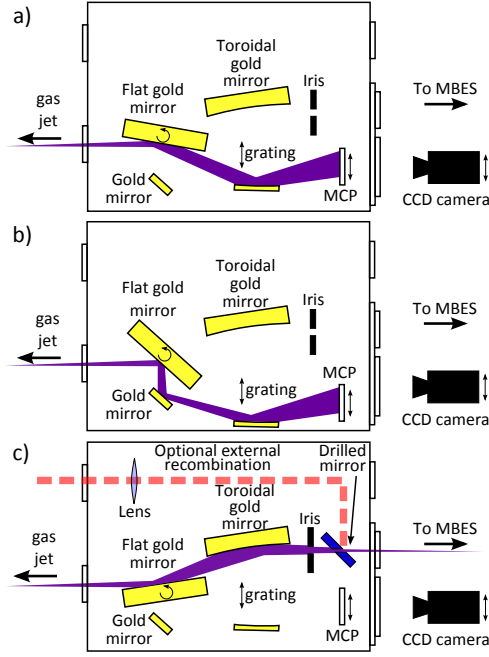 a)
Toroidal
gold
mirror
Iris
To MBES
Flat gold
mirror
gas
jet
grating
Gold
mirror
MCP
CCD camera
b)
Toroidal
gold
mirror
Iris
To MBES
Flat gold
mirror
gas
jet
MCP
grating
Gold
mirror
CCD camera
c)
Optional external
recombination
Drilled
mirror
Lens
Toroidal
gold
mirror
Iris
To MBES
gas
jet
Flat gold
mirror
grating
Gold
mirror
MCP
CCD camera